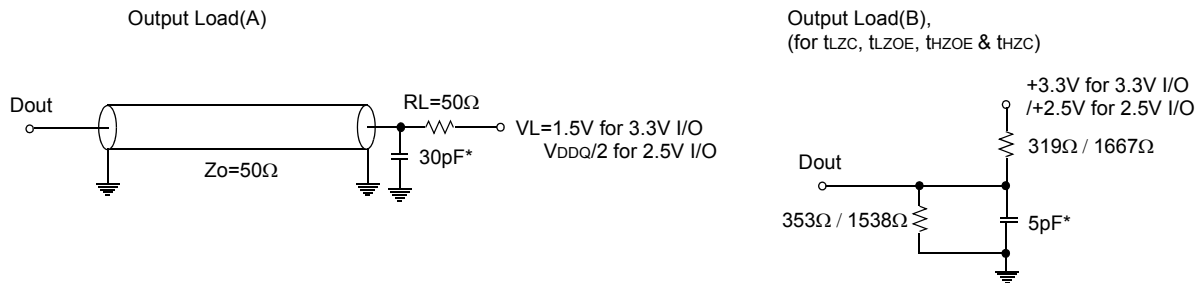 Output Load(A)
Dout
Zo=50Ω
RL=50Ω
30pF*
VL=1.5V for 3.3V I/O
VDDQ/2 for 2.5V I/O
Output Load(B),
(for tLZC, tLZOE, tHZOE & tHZC)
+3.3V for 3.3V I/O
/+2.5V for 2.5V I/O
319Ω / 1667Ω
Dout
353Ω / 1538Ω
5pF*